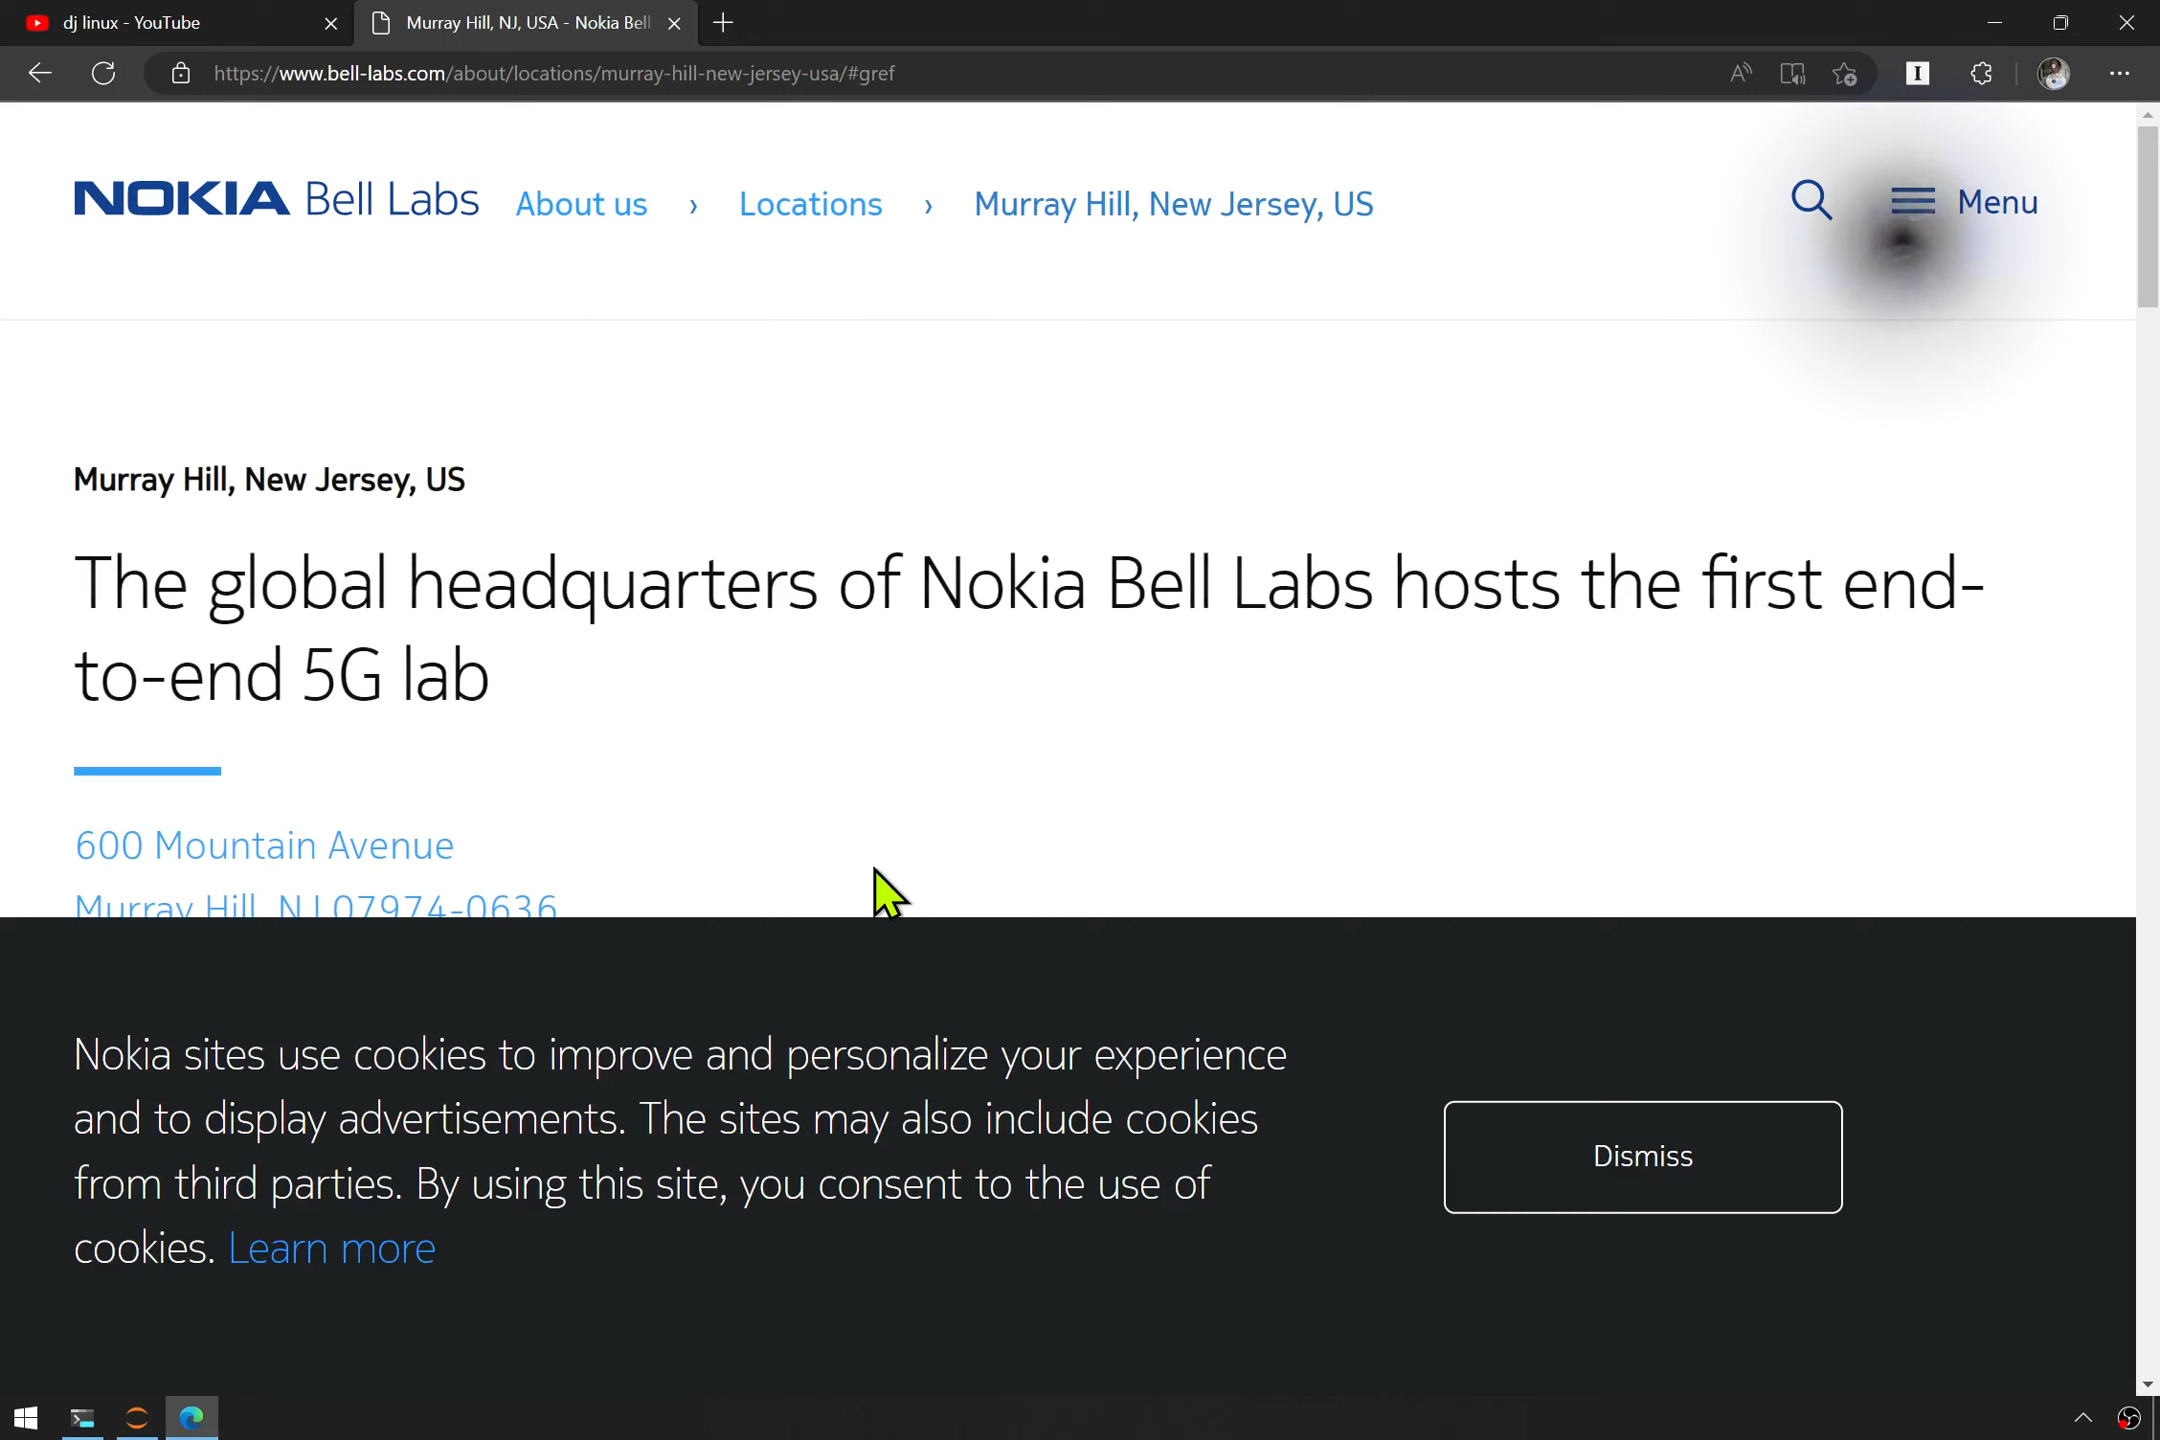 dj linux - YouTube
Murray Hill, NJ, USA - Nokia Bell
https://www.bell-labs.com/about/locations/murray-hill-new-jersey-usa/#gref
NOKIA Bell Labs About us › Locations › Murray Hill, New Jersey, US
Menu
Murray Hill, New Jersey, US
The global headquarters of Nokia Bell Labs hosts the first end-
to-end 5G lab
600 Mountain Avenue
Murray Hill, NJ 07974-0636
Nokia sites use cookies to improve and personalize your experience
and to display advertisements. The sites may also include cookies
from third parties. By using this site, you consent to the use of
cookies. Learn more
Dismiss